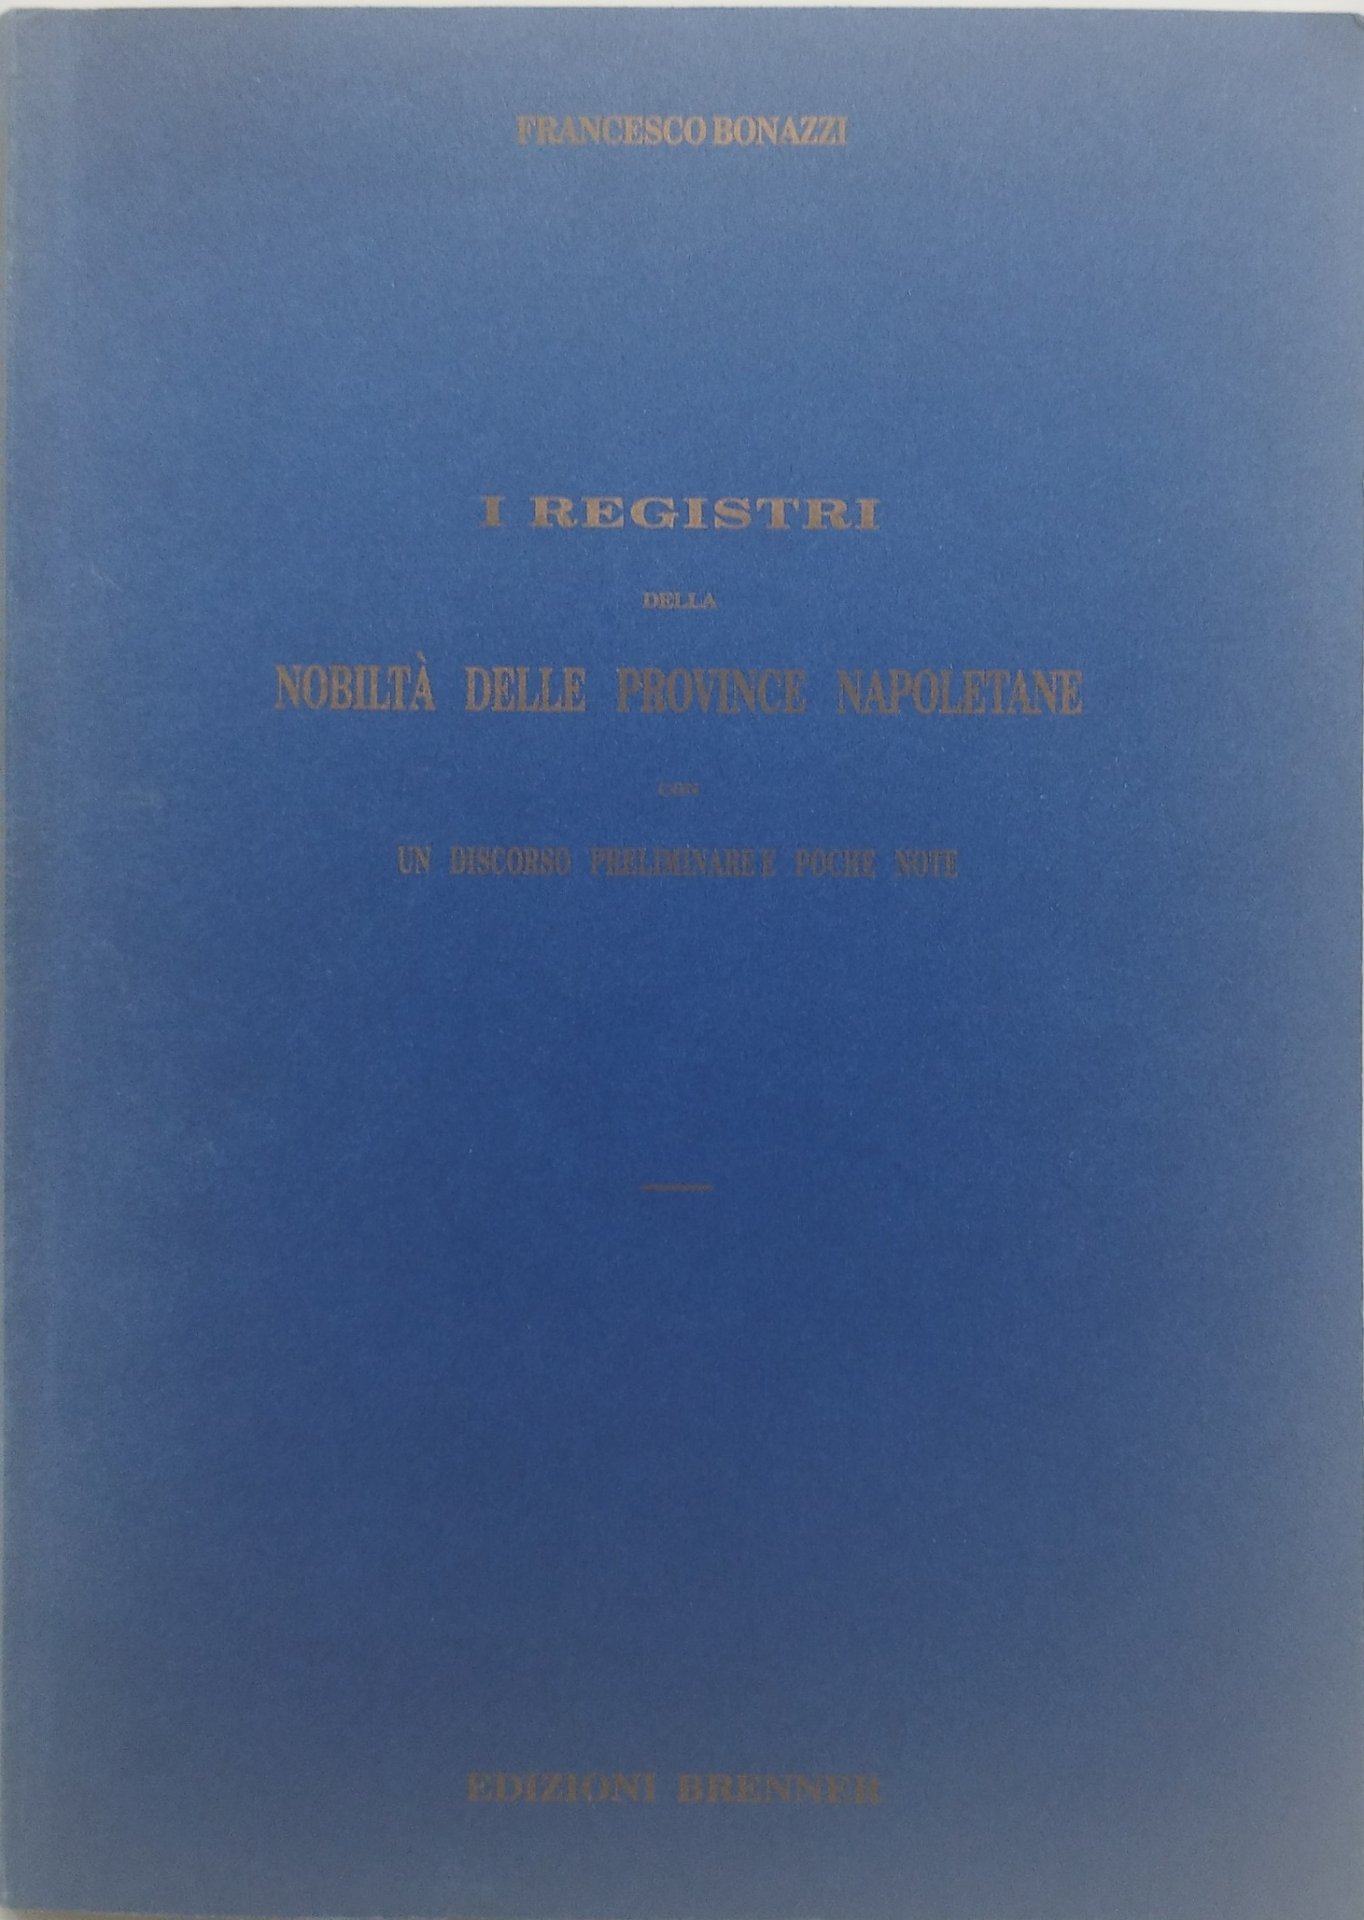 FRANCESCO BONAZZI
I REGISTRI
DELLA
NOBILTÀ DELLE PROVINCE NAPOLETANE
CON
UN DISCORSO PRELIMINARE E POCHE NOTE
EDIZIONI BRENNER